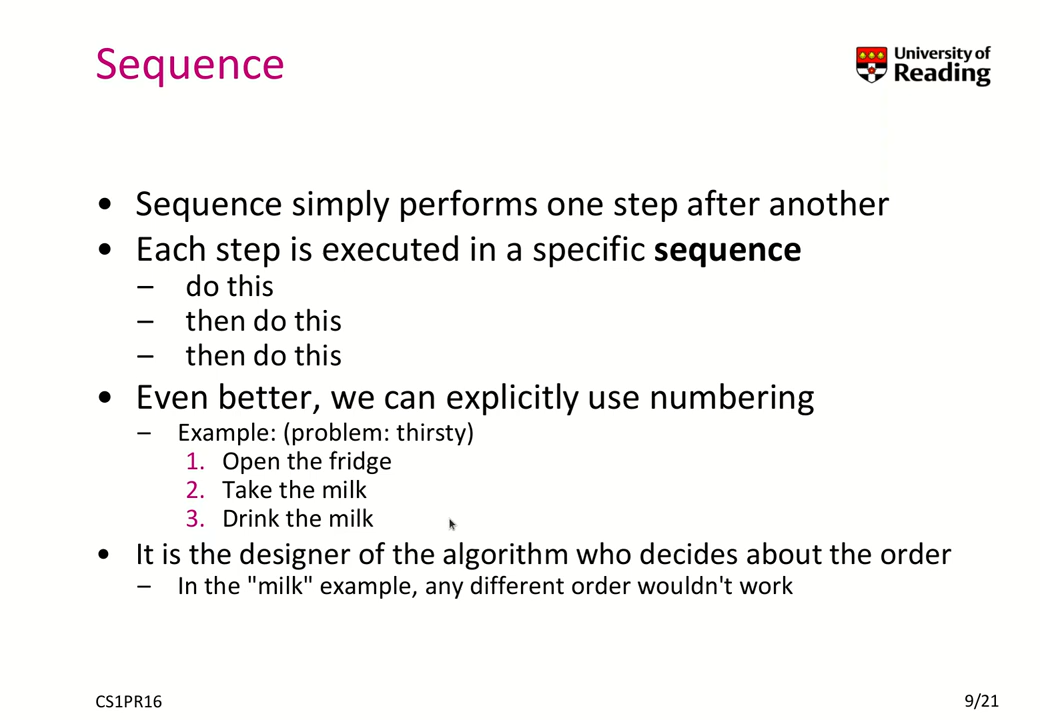 Sequence
University of
Reading
• Sequence simply performs one step after another
• Each step is executed in a specific sequence
– do this
– then do this
– then do this
• Even better, we can explicitly use numbering
– Example: (problem: thirsty)
1. Open the fridge
2. Take the milk
3. Drink the milk
• It is the designer of the algorithm who decides about the order
– In the "milk" example, any different order wouldn't work
CS1PR16
9/21